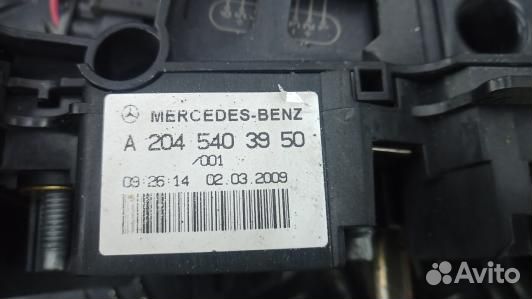 MERCEDES-BENZ
A 204 540 39 50
/001
09:26:14 02.03.2009
Avito